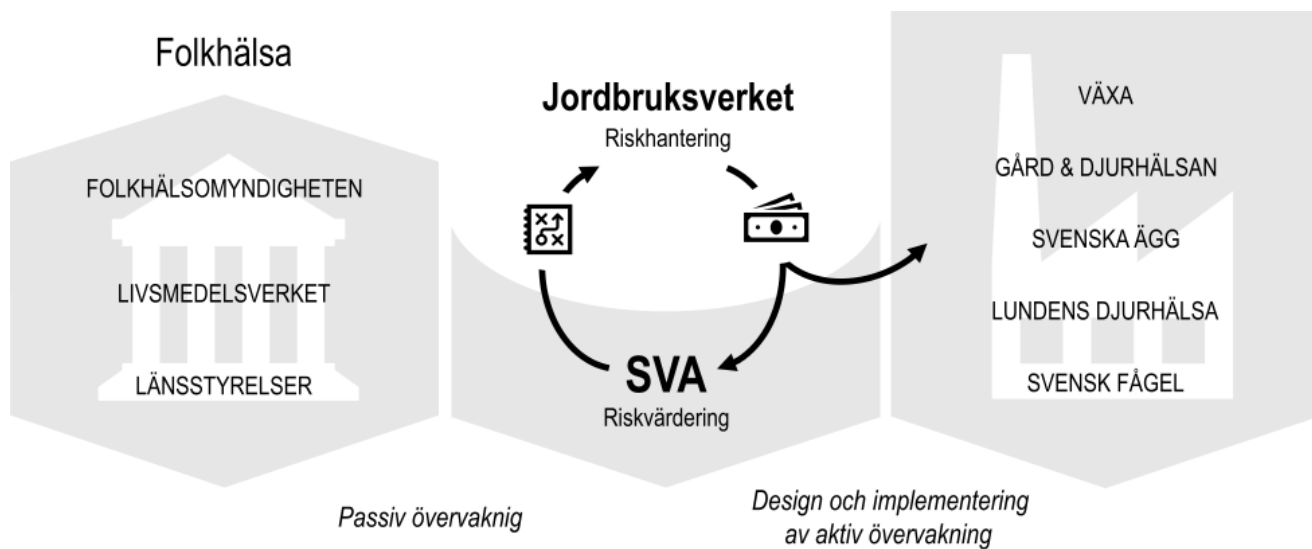 Folkhälsa
FOLKHÄLSOMYNDIGHETEN
LIVSMEDELSVERKET
LÄNSSTYRELSER
Jordbruksverket
Riskhantering
SVA
Riskvärdering
VÄXA
GÅRD & DJURHÄLSAN
SVENSKA ÄGG
LUNDENS DJURHÄLSA
SVENSK FÅGEL
Passiv övervaknig
Design och implementering
av aktiv övervakning